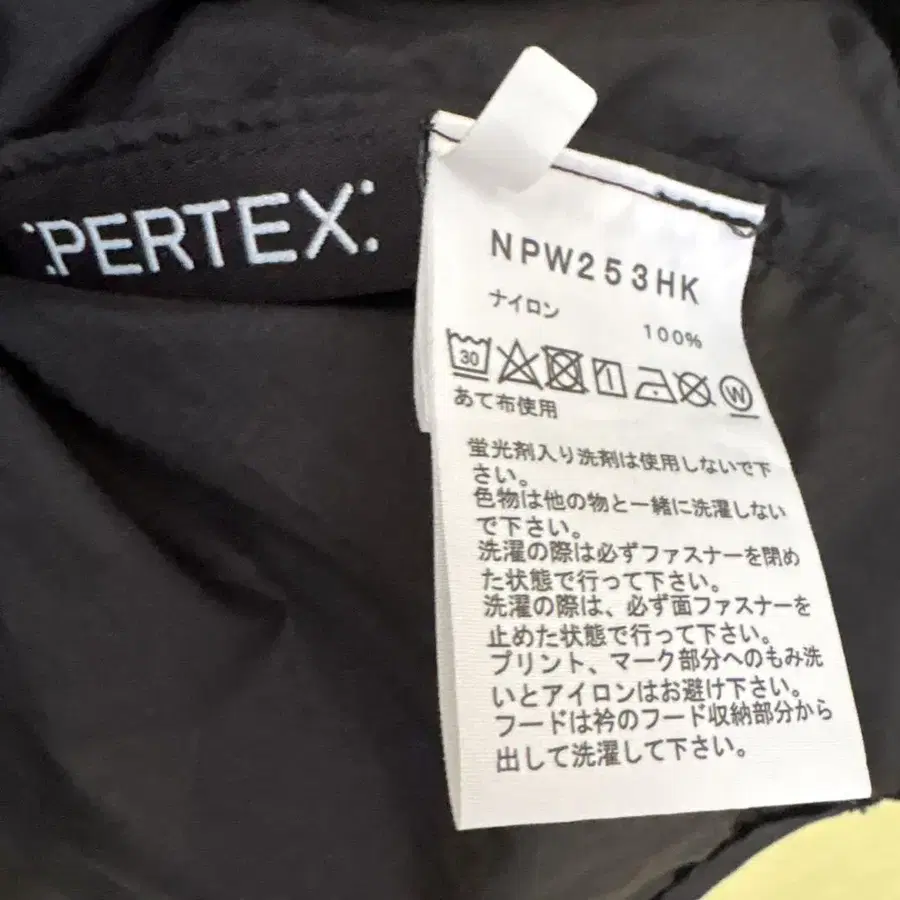 PERTEX
NPW253HK
ナイロン
100%
30
W
あて布使用
蛍光剤入り洗剤は使用しないで下
さい。
色物は他の物と一緒に洗濯しない
で下さい。
洗濯の際は必ずファスナーを閉め
た状態で行って下さい。
洗濯の際は、必ず面ファスナーを
止めた状態で行って下さい。
プリント、マーク部分へのもみ洗
いとアイロンはお避け下さい。
フードは衿のフード収納部分から
出して洗濯して下さい。